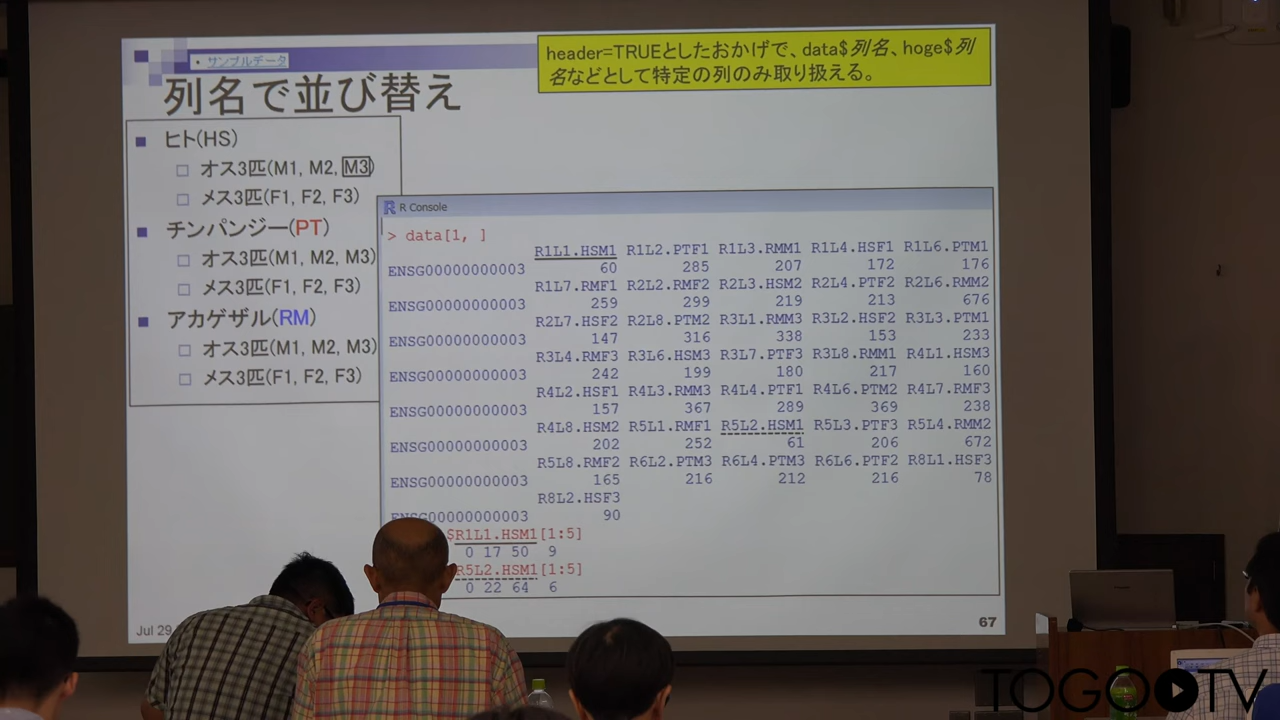 • サンプルデータ
列名で並び替え
header=TRUEとしたおかげで、data$列名、hoge$列
名などとして特定の列のみ取り扱える。
ヒト(HS)
オス3匹(M1, M2, M3)
メス3匹(F1, F2, F3)
チンパンジー(PT)
オス3匹(M1, M2, M3)
メス3匹(F1, F2, F3)
アカゲザル(RM)
オス3匹(M1, M2, M3)
メス3匹(F1, F2, F3)
R Console
> data[1, ]
R1L1.HSM1 R1L2.PTF1 R1L3.RMM1 R1L4.HSF1 R1L6.PTM1
ENSG00000000003 60 285 207 172 176
R1L7.RMF1 R2L2.RMF2 R2L3.HSM2 R2L4.PTF2 R2L6.RMM2
ENSG00000000003 259 299 219 213 676
R2L7.HSF2 R2L8.PTM2 R3L1.RMM3 R3L2.HSF2 R3L3.PTM1
ENSG00000000003 147 316 338 153 233
R3L4.RMF3 R3L6.HSM3 R3L7.PTF3 R3L8.RMM1 R4L1.HSM3
ENSG00000000003 242 199 180 217 160
R4L2.HSF1 R4L3.RMM3 R4L4.PTF1 R4L6.PTM2 R4L7.RMF3
ENSG00000000003 157 367 289 369 238
R4L8.HSM2 R5L1.RMF1 R5L2.HSM1 R5L3.PTF3 R5L4.RMM2
ENSG00000000003 202 252 61 206 672
R5L8.RMF2 R6L2.PTM3 R6L4.PTM3 R6L6.PTF2 R8L1.HSF3
ENSG00000000003 165 216 212 216 78
R8L2.HSF3
ENSG00000000003 90
$R1L1.HSM1[1:5]
0 17 50 9
R5L2.HSM1[1:5]
0 22 64 6
Jul 29
67
TOGO TV